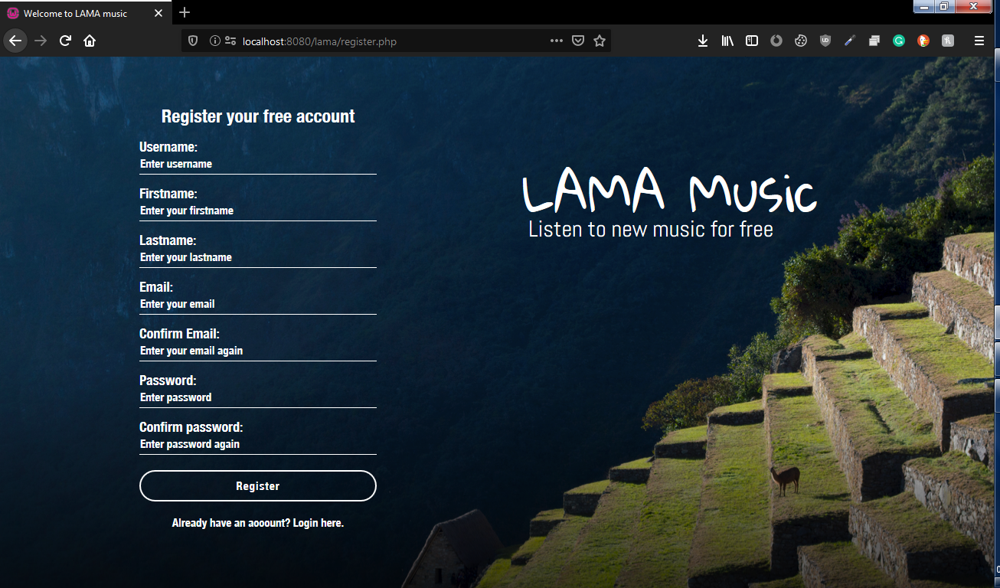 Welcome to LAMA music
localhost:8080/lama/register.php
Register your free account
Username:
Enter username
Firstname:
Enter your firstname
Lastname:
Enter your lastname
Email:
Enter your email
Confirm Email:
Enter your email again
Password:
Enter password
Confirm password:
Enter password again
Register
Already have an aooount? Login here.
LAMA Music
Listen to new music for free